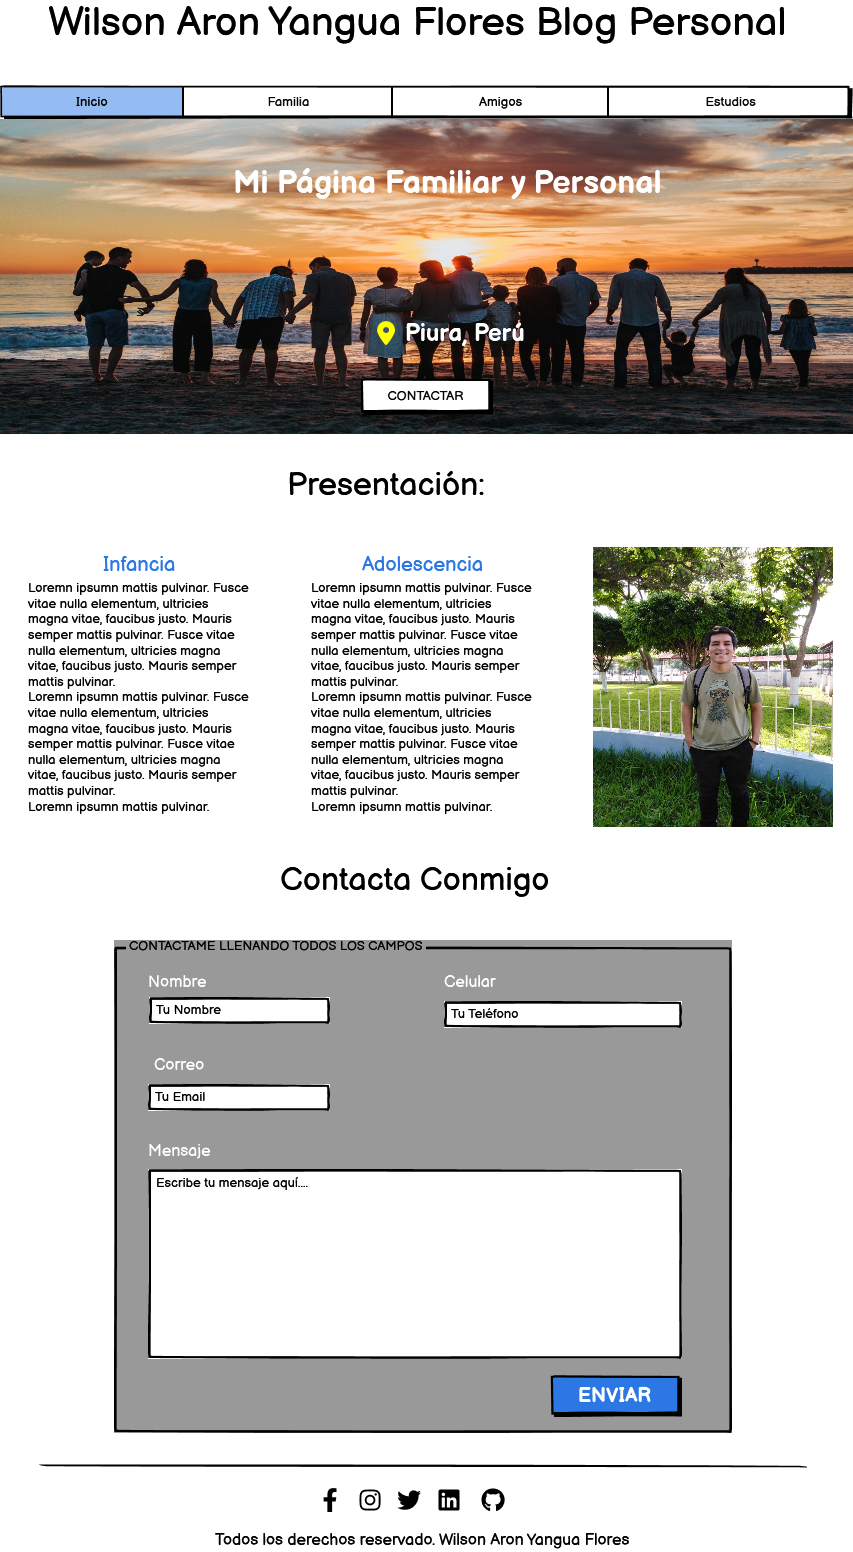 Wilson Aron Yangua Flores Blog Personal
Inicio Familia Amigos Estudios
Mi Página Familiar y Personal
Piura, Perú
CONTACTAR
Presentación:
Infancia
Loremn ipsumn mattis pulvinar. Fusce
vitae nulla elementum, ultricies
magna vitae, faucibus justo. Mauris
semper mattis pulvinar. Fusce vitae
nulla elementum, ultricies magna
vitae, faucibus justo. Mauris semper
mattis pulvinar.
Loremn ipsumn mattis pulvinar. Fusce
vitae nulla elementum, ultricies
magna vitae, faucibus justo. Mauris
semper mattis pulvinar. Fusce vitae
nulla elementum, ultricies magna
vitae, faucibus justo. Mauris semper
mattis pulvinar.
Loremn ipsumn mattis pulvinar.
Adolescencia
Loremn ipsumn mattis pulvinar. Fusce
vitae nulla elementum, ultricies
magna vitae, faucibus justo. Mauris
semper mattis pulvinar. Fusce vitae
nulla elementum, ultricies magna
vitae, faucibus justo. Mauris semper
mattis pulvinar.
Loremn ipsumn mattis pulvinar. Fusce
vitae nulla elementum, ultricies
magna vitae, faucibus justo. Mauris
semper mattis pulvinar. Fusce vitae
nulla elementum, ultricies magna
vitae, faucibus justo. Mauris semper
mattis pulvinar.
Loremn ipsumn mattis pulvinar.
Contacta Conmigo
CONTACTAME LLENANDO TODOS LOS CAMPOS
Nombre
Tu Nombre
Celular
Tu Teléfono
Correo
Tu Email
Mensaje
Escribe tu mensaje aquí....
ENVIAR
Todos los derechos reservado. Wilson Aron Yangua Flores